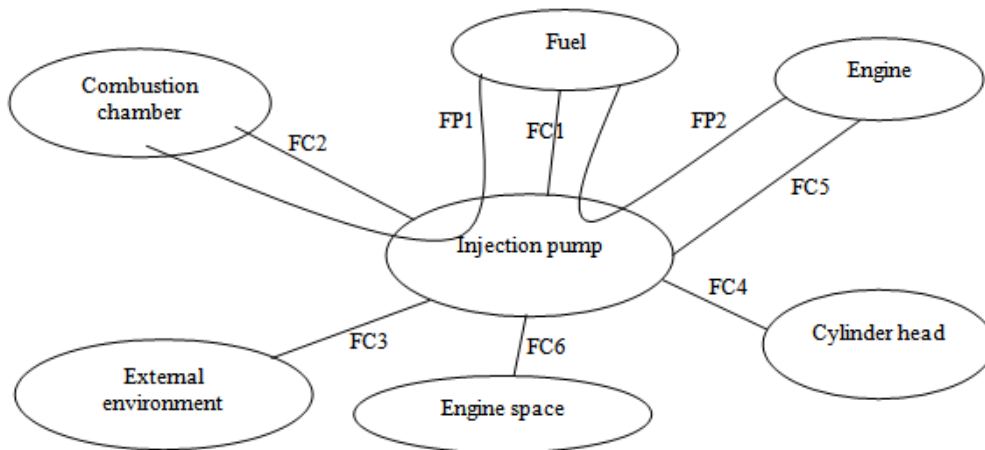 Fuel
Engine
Combustion
chamber
FP1
FC1
FP2
FC2
FC5
Injection pump
FC4
FC3
FC6
Cylinder head
External
environment
Engine space